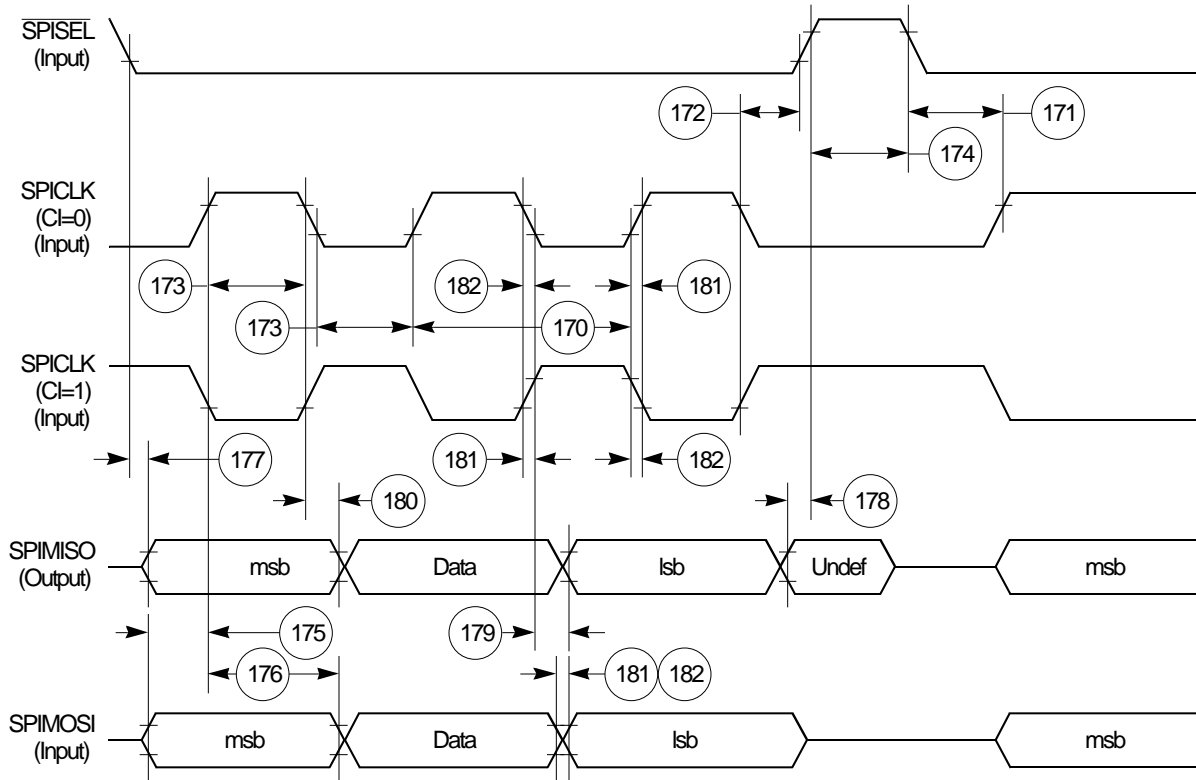 SPISEL
(Input)
172
171
174
SPICLK
(CI=0)
(Input)
173
182
181
173
170
SPICLK
(CI=1)
(Input)
177
181
182
180
178
SPIMISO
(Output)
msb
Data
lsb
Undef
msb
175
179
176
181
182
SPIMOSI
(Input)
msb
Data
lsb
msb